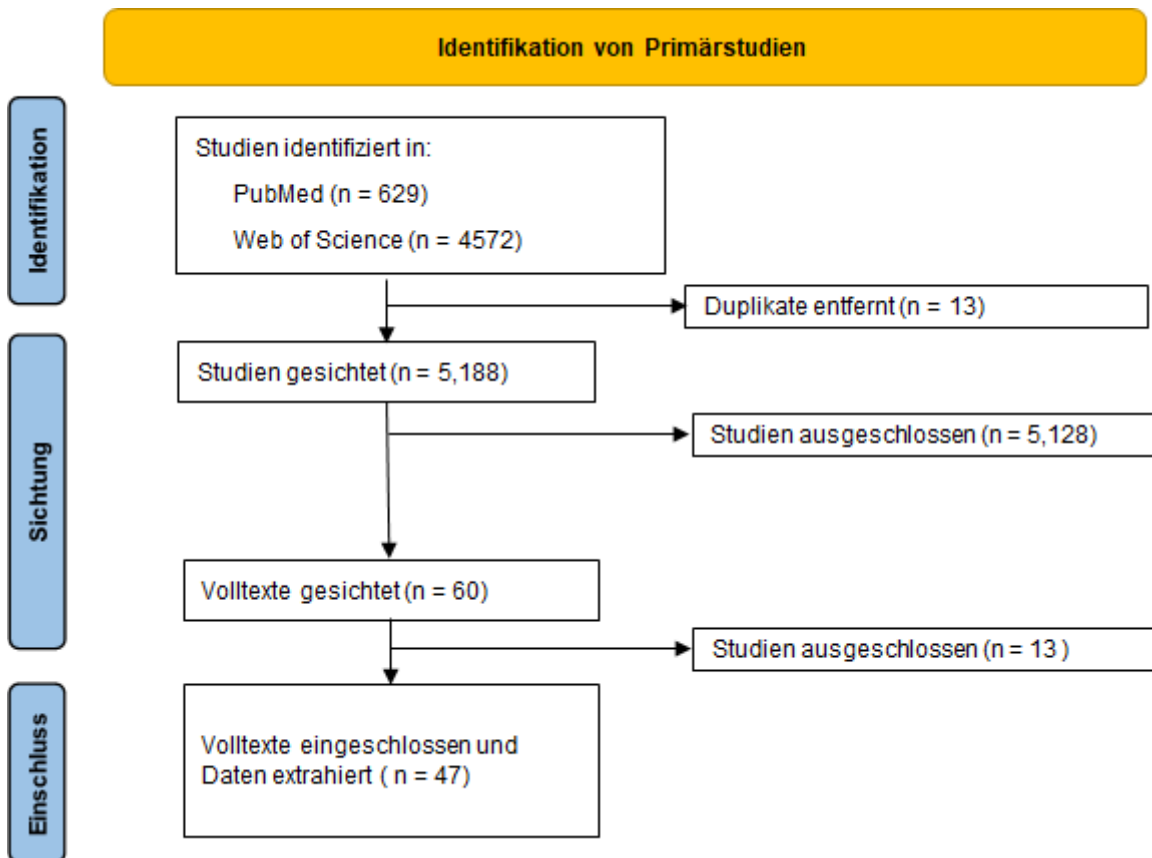 Identifikation von Primärstudien
Identifikation
Studien identifiziert in:
PubMed (n = 629)
Web of Science (n = 4572)
Duplikate entfernt (n = 13)
Sichtung
Studien gesichtet (n = 5,188)
Studien ausgeschlossen (n = 5,128)
Volltexte gesichtet (n = 60)
Studien ausgeschlossen (n = 13 )
Einschluss
Volltexte eingeschlossen und
Daten extrahiert ( n = 47)